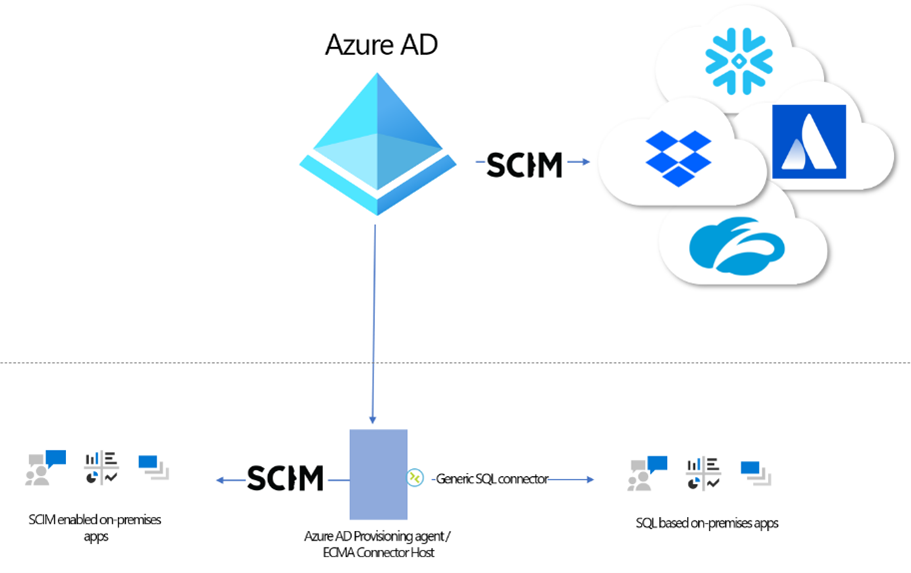 Azure AD
SCIM
SCIM
Generic SQL connector
SCIM enabled on-premises
apps
Azure AD Provisioning agent /
ECMA Connector Host
SQL based on-premises apps